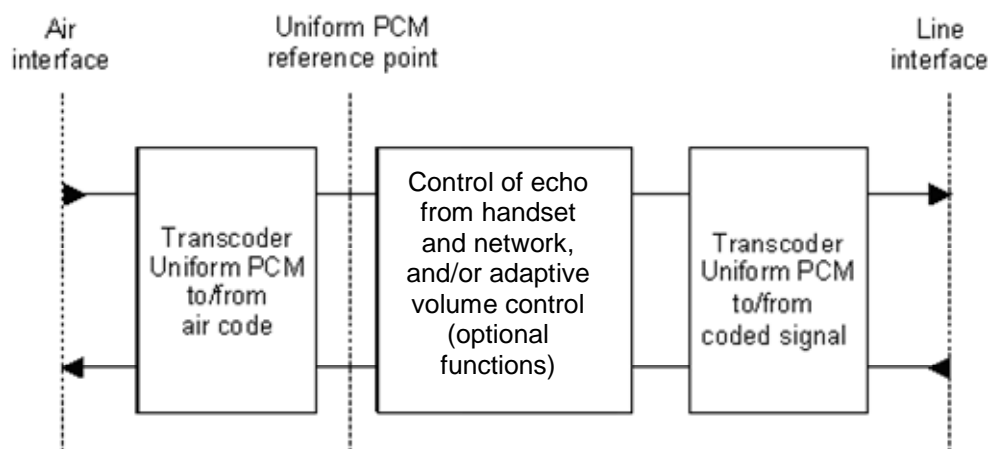 Air
interface
Uniform PCM
reference point
Line
interface
Transcoder
Uniform PCM
to/from
air code
Control of echo
from handset
and network,
and/or adaptive
volume control
(optional
functions)
Transcoder
Uniform PCM
to/from
coded signal